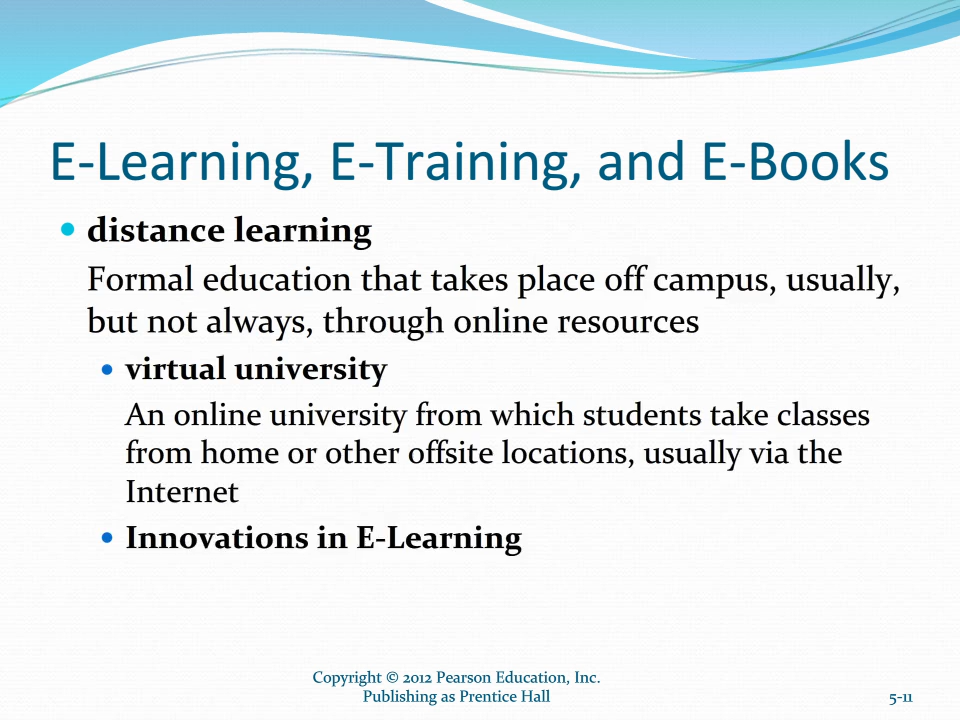 E-Learning, E-Training, and E-Books
• distance learning
Formal education that takes place off campus, usually,
but not always, through online resources
• virtual university
An online university from which students take classes
from home or other offsite locations, usually via the
Internet
• Innovations in E-Learning
Copyright © 2012 Pearson Education, Inc.
Publishing as Prentice Hall
5-11